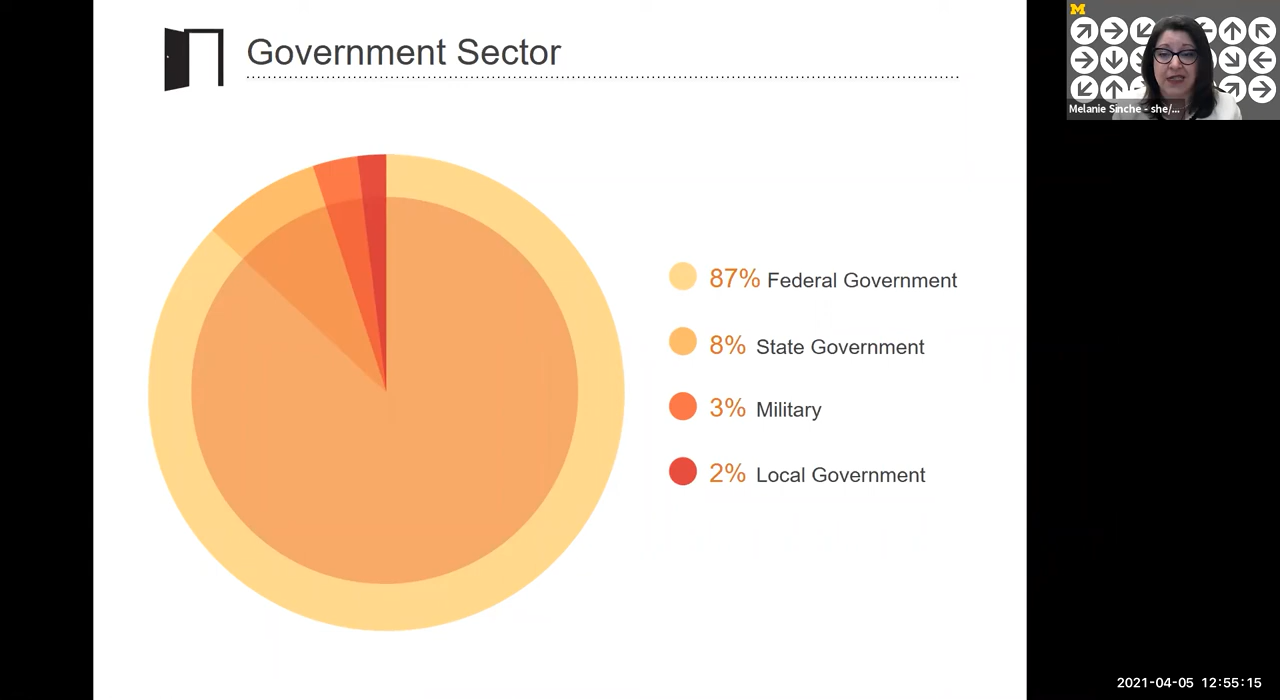 Government Sector
M
Melanie Sinche - she/...
87% Federal Government
8% State Government
3% Military
2% Local Government
2021-04-05 12:55:15